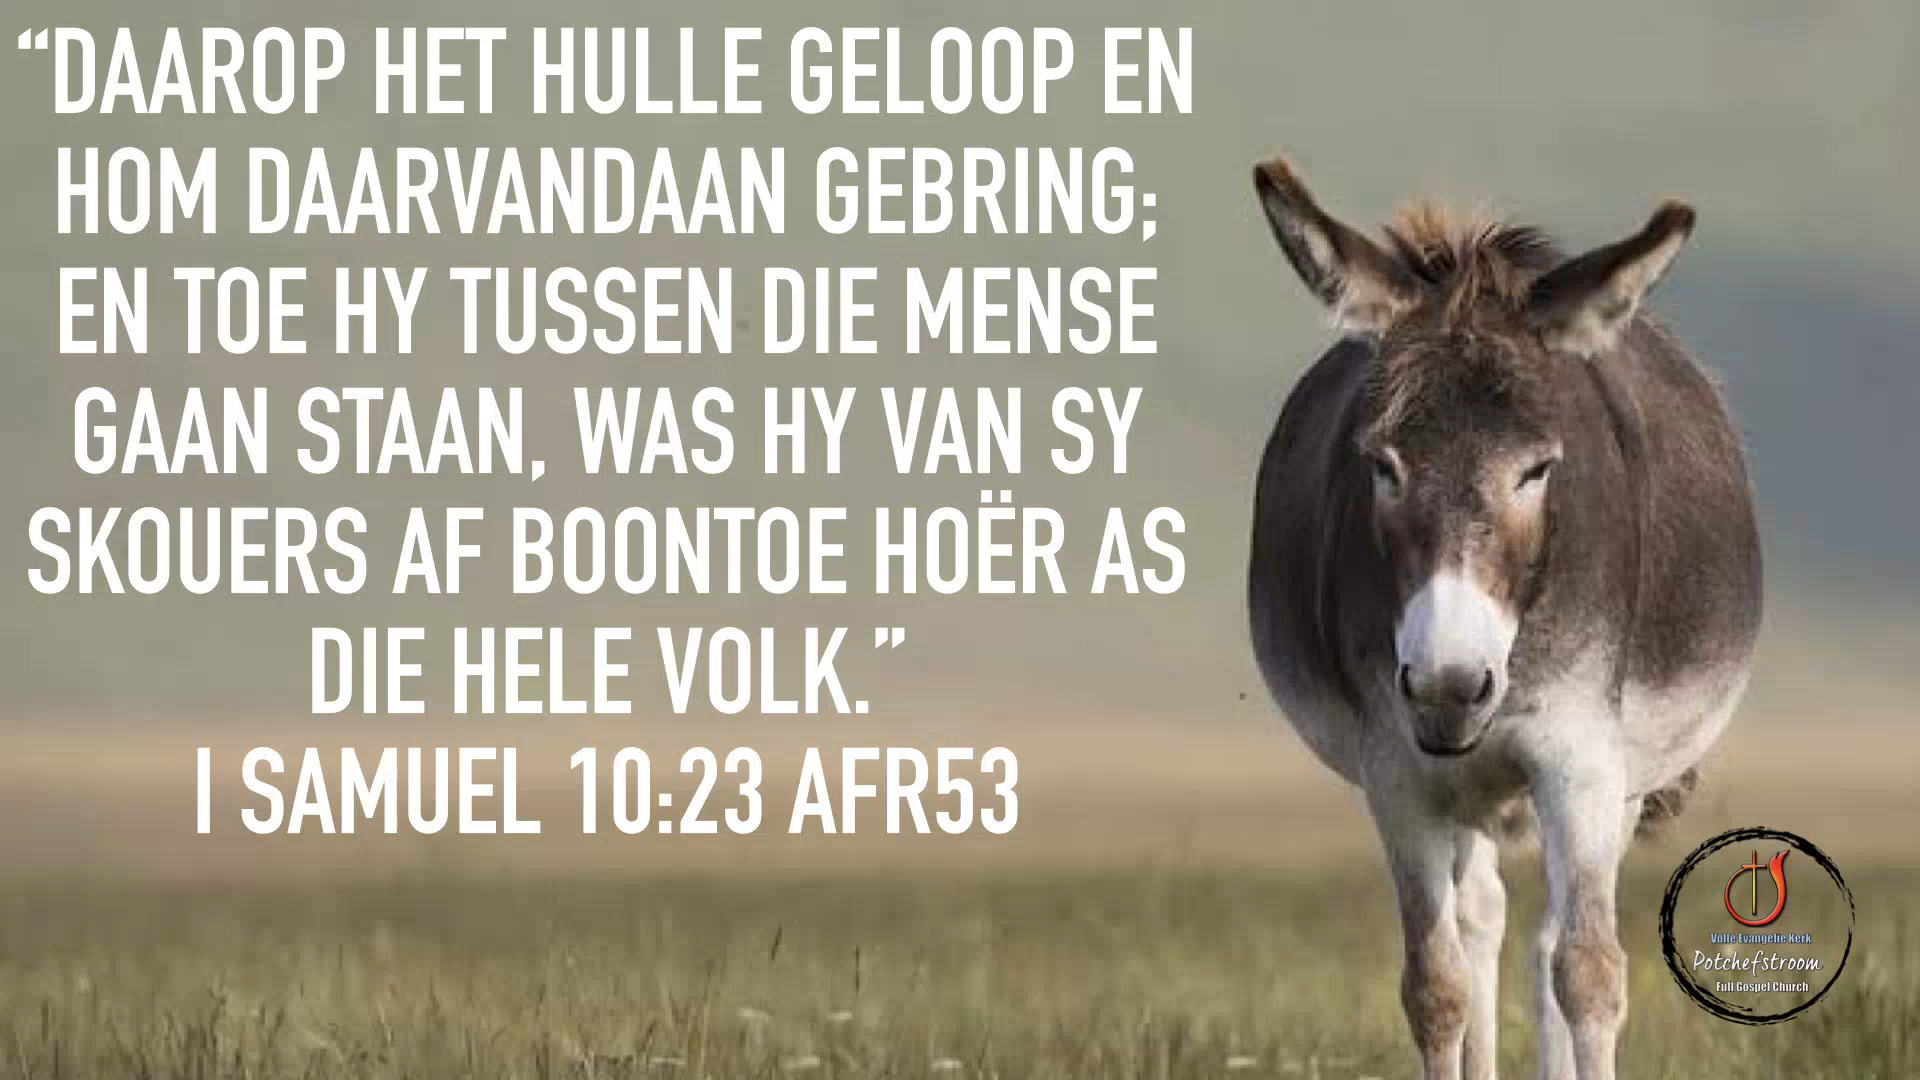 “DAAROP HET HULLE GELOOP EN
HOM DAARVANDAAN GEBRING;
EN TOE HY TUSSEN DIE MENSE
GAAN STAAN, WAS HY VAN SY
SKOUERS AF BOONTOE HOËR AS
DIE HELE VOLK.”
I SAMUEL 10:23 AFR53
Volle Evangelie Kerk
Potchefstroom
Full Gospel Church